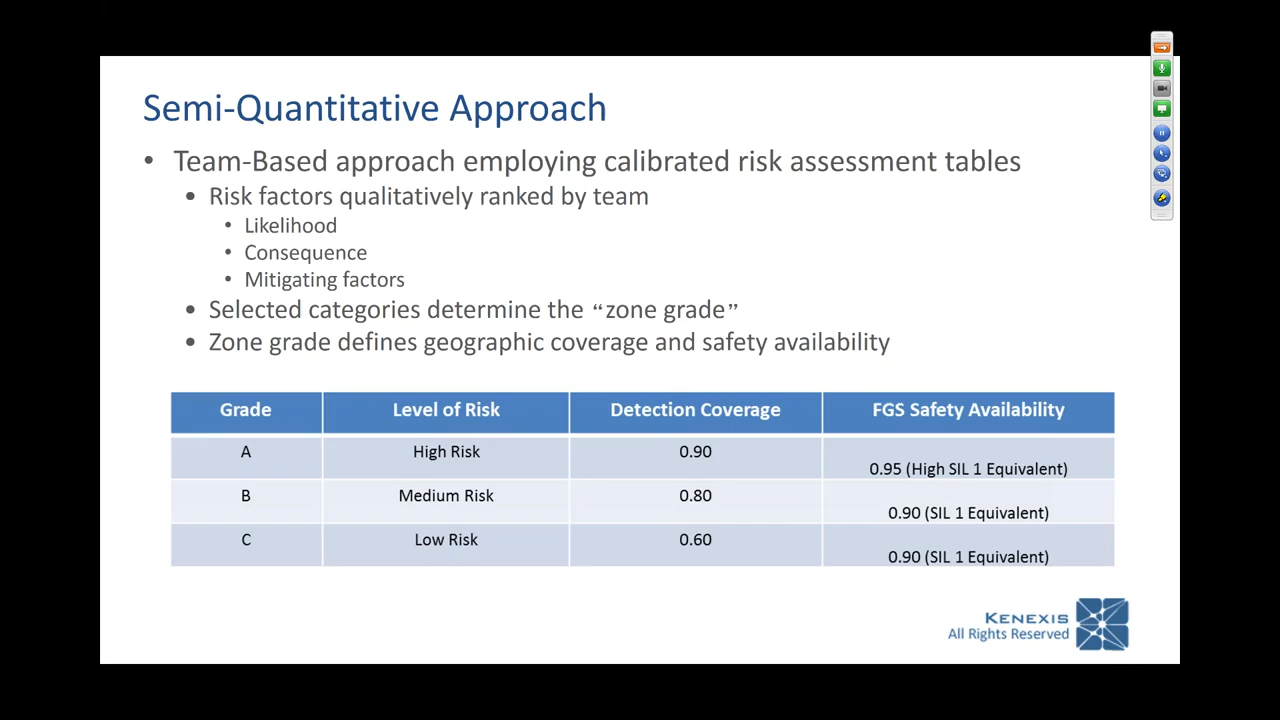 Semi-Quantitative Approach
• Team-Based approach employing calibrated risk assessment tables
• Risk factors qualitatively ranked by team
• Likelihood
• Consequence
• Mitigating factors
• Selected categories determine the “zone grade”
• Zone grade defines geographic coverage and safety availability
Grade Level of Risk Detection Coverage FGS Safety Availability
A High Risk 0.90 0.95 (High SIL 1 Equivalent)
B Medium Risk 0.80 0.90 (SIL 1 Equivalent)
C Low Risk 0.60 0.90 (SIL 1 Equivalent)
KENEXIS
All Rights Reserved